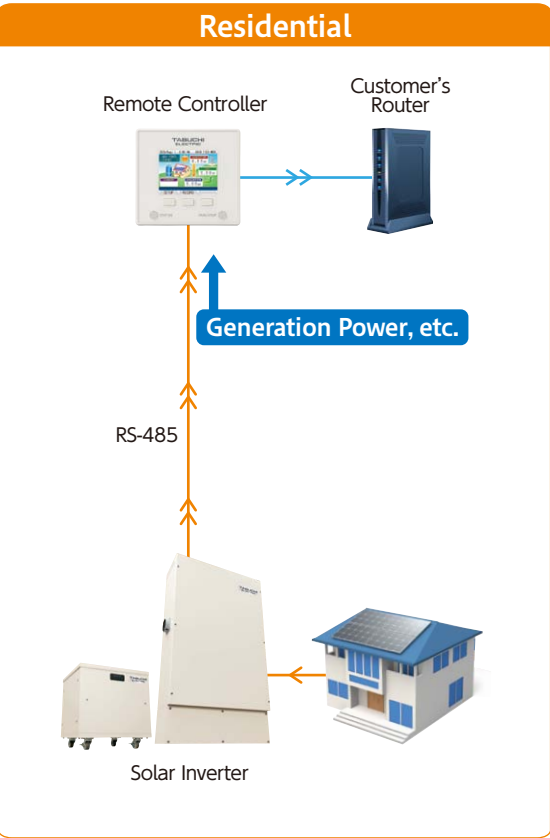 Residential
Remote Controller
Customer's
Router
TABUCHI
ELECTRIC
Generation Power, etc.
RS-485
Solar Inverter